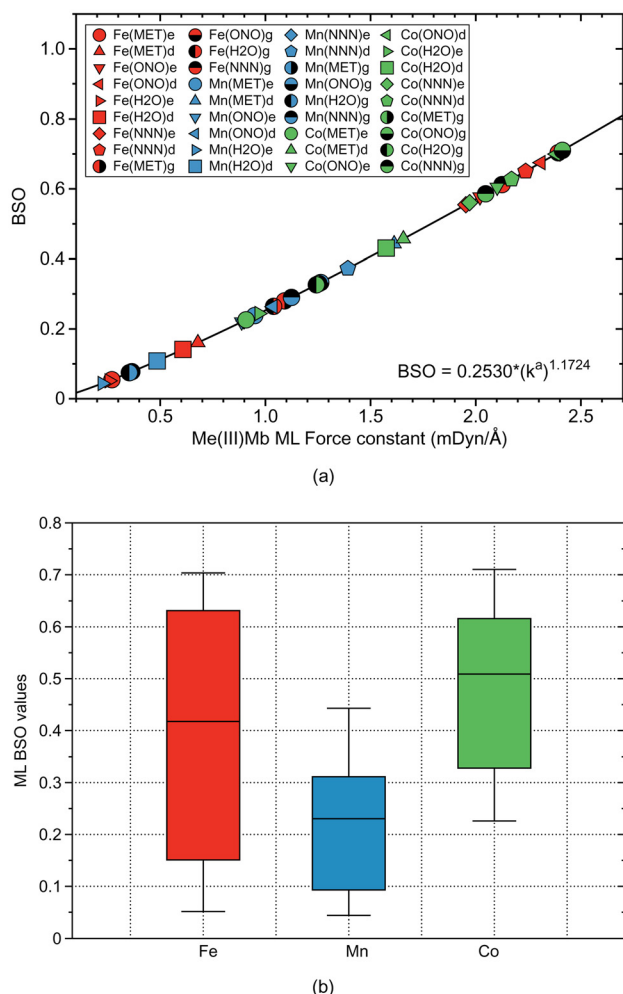 1.0
0.8
0.6
0.4
0.2
0
BSO
Fe(MET)e Fe(ONO)g Mn(NNN)e Co(ONO)d
Fe(MET)d Fe(H2O)g Mn(NNN)d Co(H2O)e
Fe(ONO)e Fe(NNN)g Mn(MET)g Co(H2O)d
Fe(ONO)d Mn(MET)e Mn(ONO)g Co(NNN)e
Fe(H2O)e Mn(MET)d Mn(H2O)g Co(NNN)d
Fe(H2O)d Mn(ONO)e Mn(NNN)g Co(MET)g
Fe(NNN)e Mn(ONO)d Co(MET)e Co(ONO)g
Fe(NNN)d Mn(H2O)e Co(MET)d Co(H2O)g
Fe(MET)g Mn(H2O)d Co(ONO)e Co(NNN)g
BSO = 0.2530*(kᵃ)¹·¹⁷²⁴
0.5 1.0 1.5 2.0 2.5
Me(III)Mb ML Force constant (mDyn/Å)
(a)
0.8
0.7
0.6
0.5
0.4
0.3
0.2
0.1
0
ML BSO values
Fe Mn Co
(b)